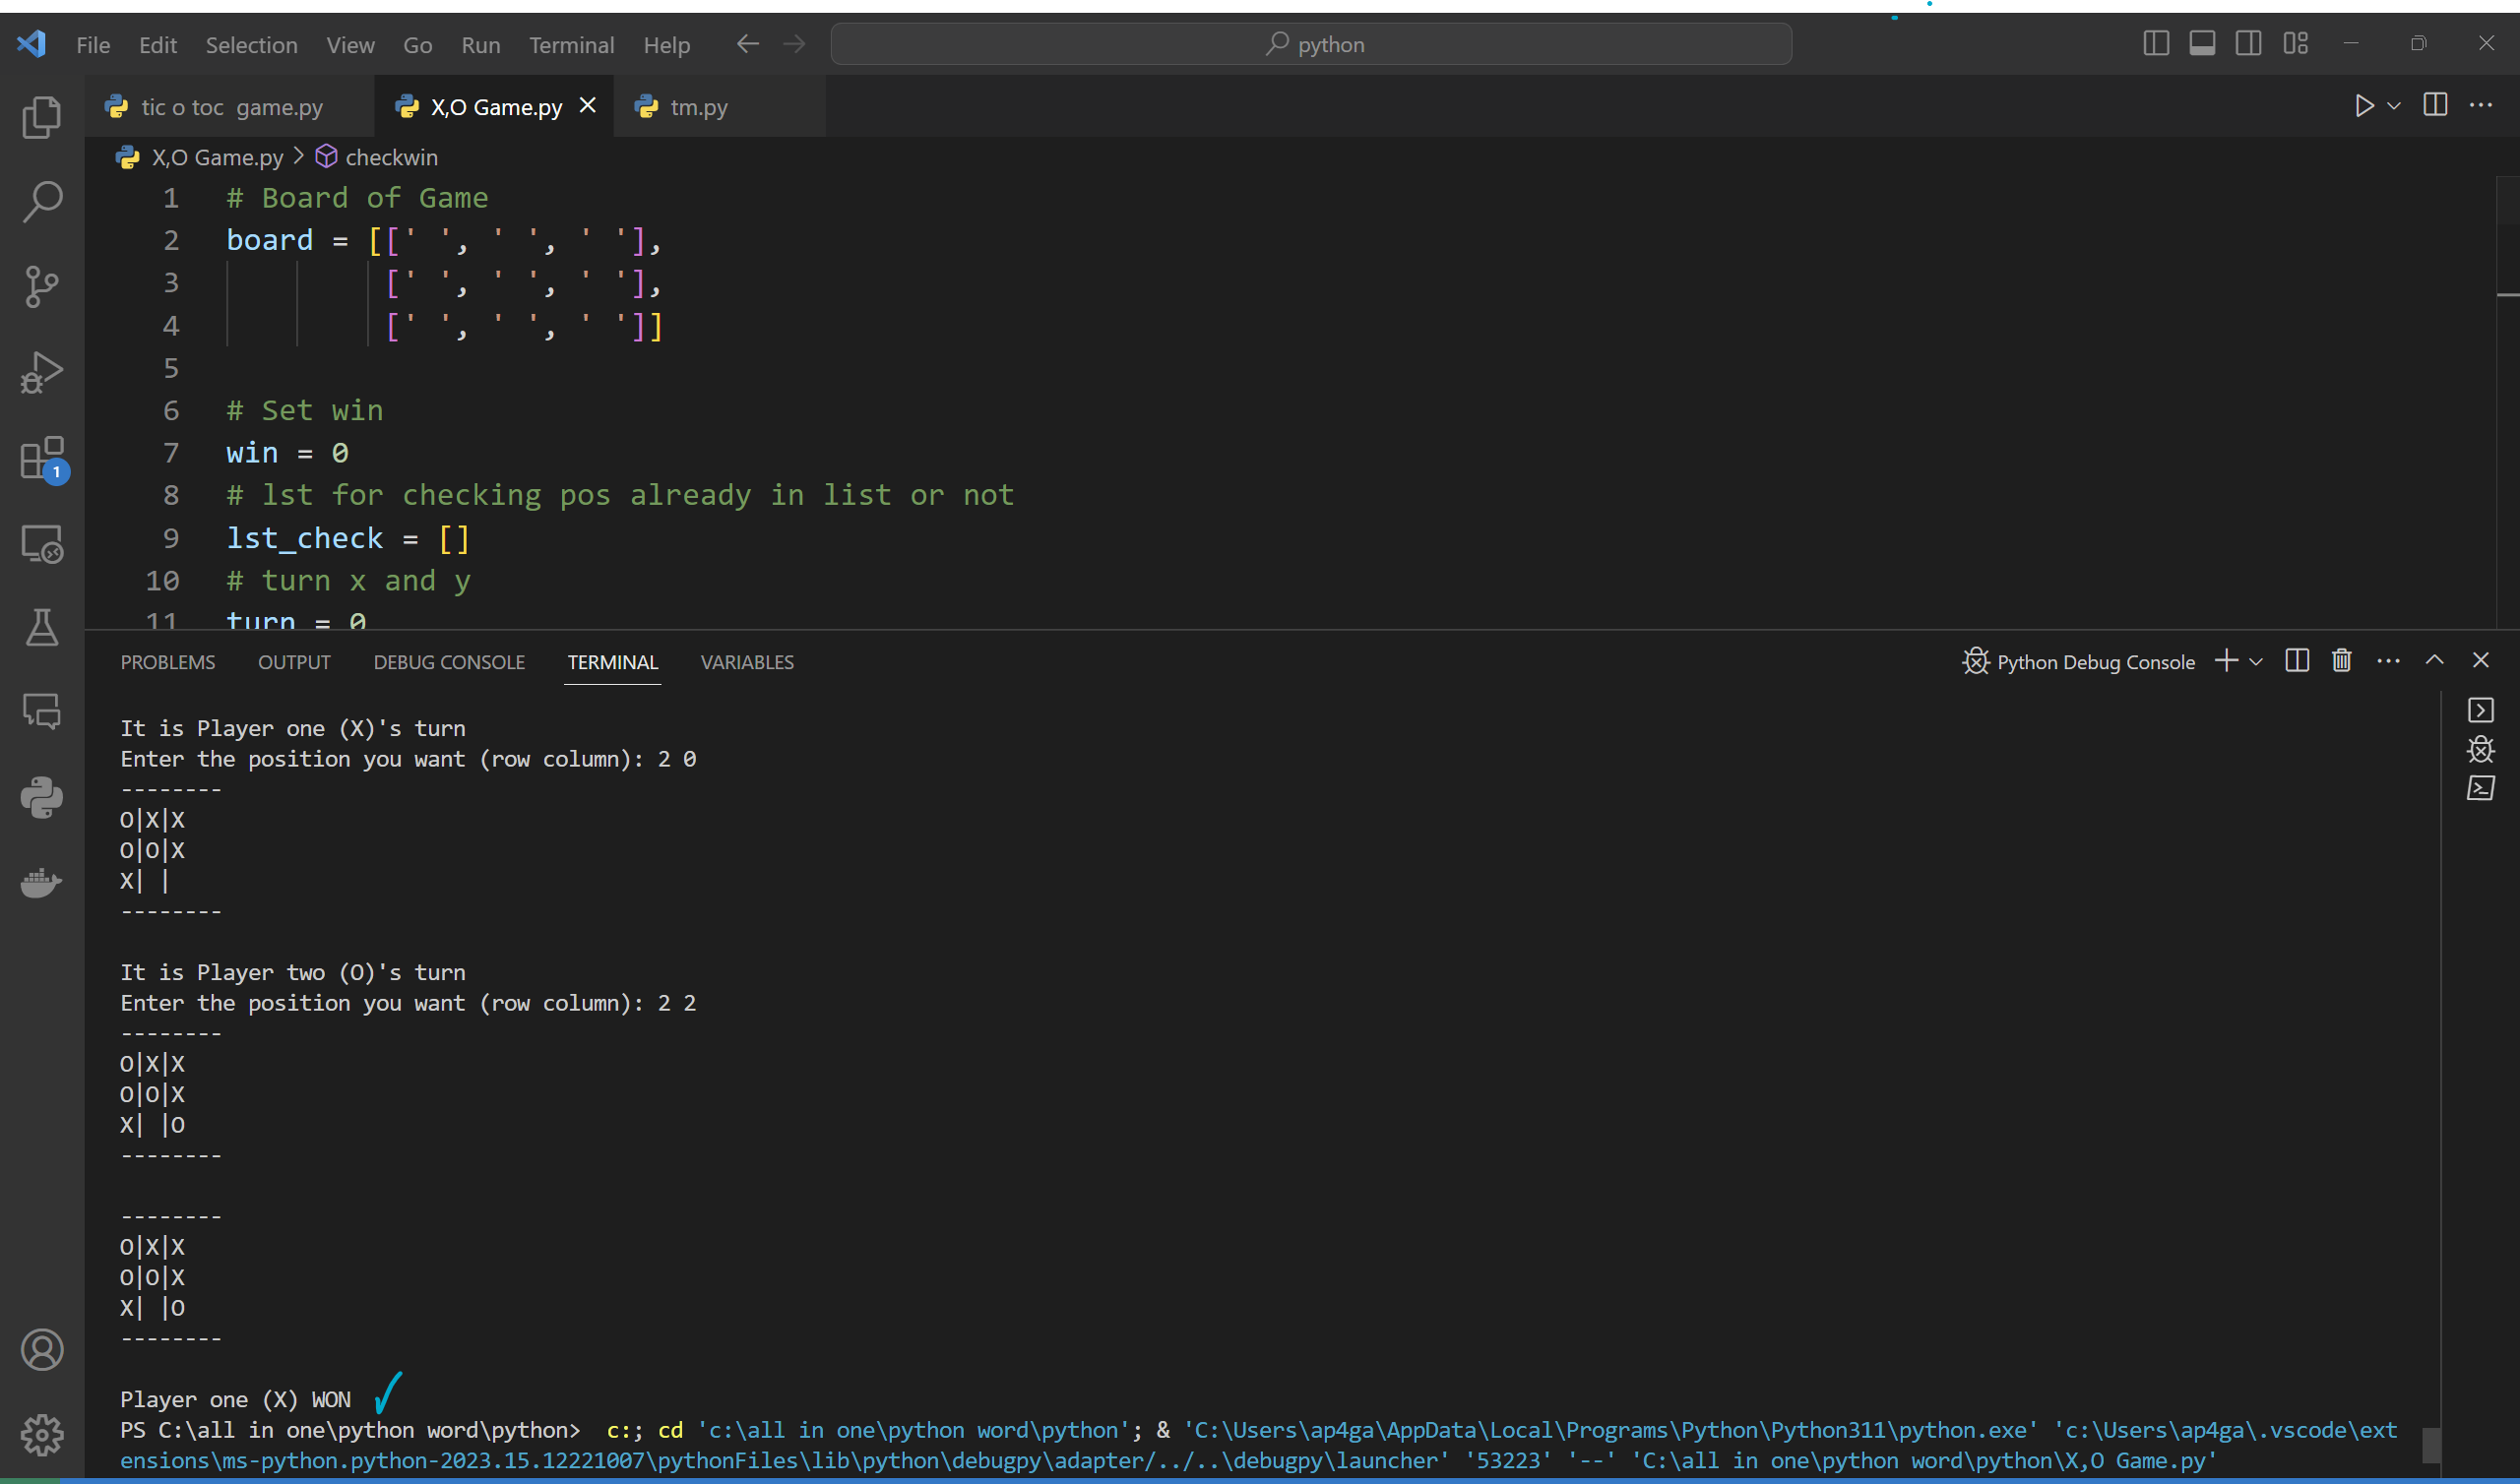 File Edit Selection View Go Run Terminal Help python
tic o toc game.py X,O Game.py tm.py
X,O Game.py > checkwin
1 # Board of Game
2 board = [[' ', ' ', ' '],
3 [' ', ' ', ' '],
4 [' ', ' ', ' ']]
5
6 # Set win
7 win = 0
8 # lst for checking pos already in list or not
9 lst_check = []
10 # turn x and y
11 turn = 0
1
PROBLEMS OUTPUT DEBUG CONSOLE TERMINAL VARIABLES Python Debug Console
It is Player one (X)'s turn
Enter the position you want (row column): 2 0
--------
O|X|X
O|O|X
X| |
--------
It is Player two (O)'s turn
Enter the position you want (row column): 2 2
--------
O|X|X
O|O|X
X| |O
--------
--------
O|X|X
O|O|X
X| |O
--------
Player one (X) WON
PS C:\all in one\python word\python> c:; cd 'c:\all in one\python word\python'; & 'C:\Users\ap4ga\AppData\Local\Programs\Python\Python311\python.exe' 'c:\Users\ap4ga\.vscode\ext
ensions\ms-python.python-2023.15.12221007\pythonFiles\lib\python\debugpy\adapter/../..\debugpy\launcher' '53223' '--' 'C:\all in one\python word\python\X,O Game.py'